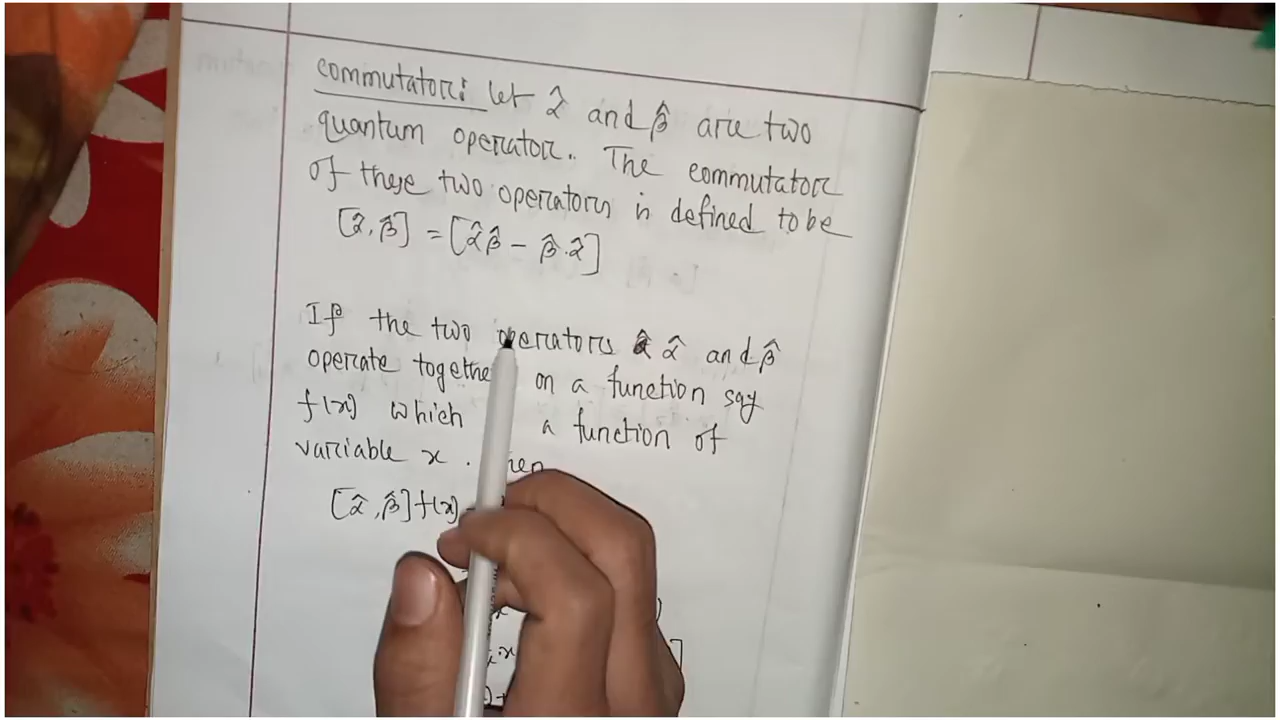 Commutator: Let α̂ and β̂ are two
quantum operator. The commutator
of these two operators is defined to be
[α̂, β̂] = [α̂β̂ - β̂.α̂]
If the two operators α̂ and β̂
operate together on a function say
f(x) which a function of
variable x.
[α̂, β̂] f(x)